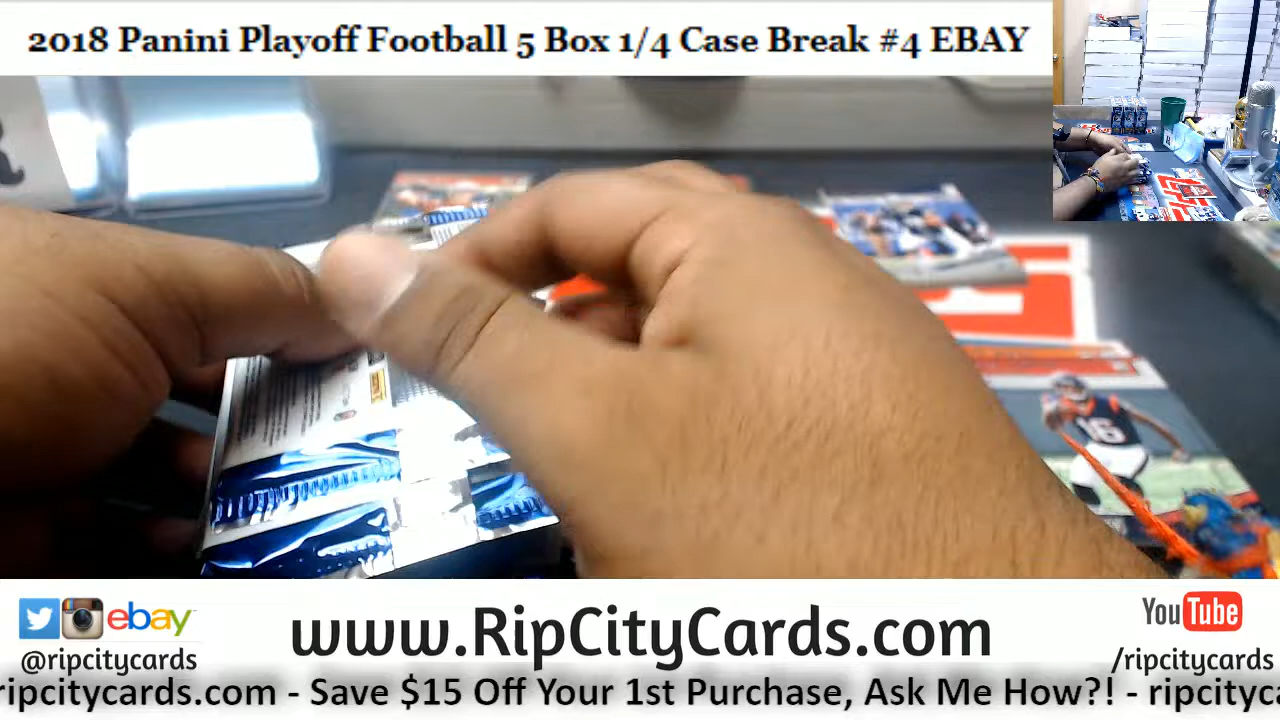 2018 Panini Playoff Football 5 Box 1/4 Case Break #4 EBAY
16
ebay
@ripcitycards
www.RipCityCards.com
YouTube
/ripcitycards
ripcitycards.com - Save $15 Off Your 1st Purchase, Ask Me How?! - ripcityca